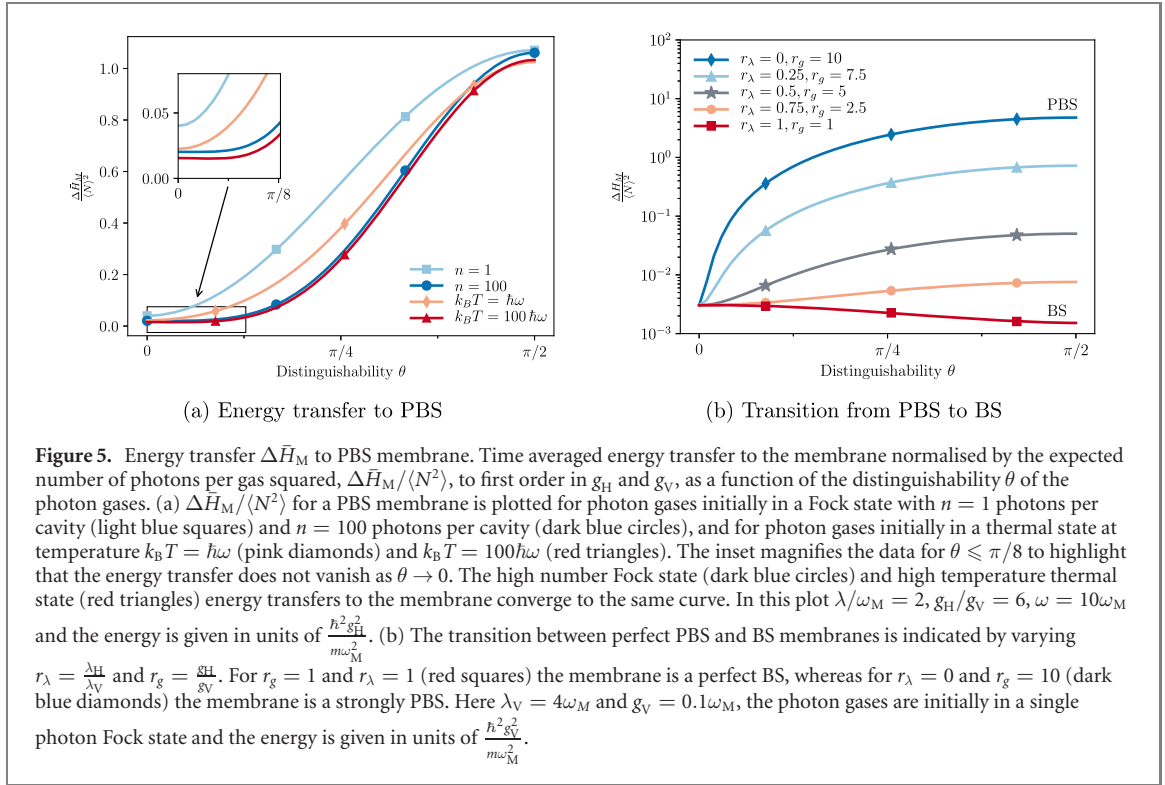 1.0
0.8
0.6
0.4
0.2
0.0
ΔH̄_M / ⟨N⟩²
0.05
0.00
0
π/8
n = 1
n = 100
k_BT = ħω
k_BT = 100 ħω
0
π/4
π/2
Distinguishability θ
(a) Energy transfer to PBS
10²
10¹
10⁰
10⁻¹
10⁻²
10⁻³
ΔH̄_M / ⟨N⟩²
r_λ = 0, r_g = 10
r_λ = 0.25, r_g = 7.5
r_λ = 0.5, r_g = 5
r_λ = 0.75, r_g = 2.5
r_λ = 1, r_g = 1
PBS
BS
0
π/4
π/2
Distinguishability θ
(b) Transition from PBS to BS
Figure 5. Energy transfer ΔH̄_M to PBS membrane. Time averaged energy transfer to the membrane normalised by the expected
number of photons per gas squared, ΔH̄_M/⟨N²⟩, to first order in g_H and g_V, as a function of the distinguishability θ of the
photon gases. (a) ΔH̄_M/⟨N²⟩ for a PBS membrane is plotted for photon gases initially in a Fock state with n = 1 photons per
cavity (light blue squares) and n = 100 photons per cavity (dark blue circles), and for photon gases initially in a thermal state at
temperature k_BT = ħω (pink diamonds) and k_BT = 100ħω (red triangles). The inset magnifies the data for θ ⩽ π/8 to highlight
that the energy transfer does not vanish as θ → 0. The high number Fock state (dark blue circles) and high temperature thermal
state (red triangles) energy transfers to the membrane converge to the same curve. In this plot λ/ω_M = 2, g_H/g_V = 6, ω = 10ω_M
and the energy is given in units of ħ²g_H²/mω_M². (b) The transition between perfect PBS and BS membranes is indicated by varying
r_λ = λ_H/λ_V and r_g = g_H/g_V. For r_g = 1 and r_λ = 1 (red squares) the membrane is a perfect BS, whereas for r_λ = 0 and r_g = 10 (dark
blue diamonds) the membrane is a strongly PBS. Here λ_V = 4ω_M and g_V = 0.1ω_M, the photon gases are initially in a single
photon Fock state and the energy is given in units of ħ²g_V²/mω_M².